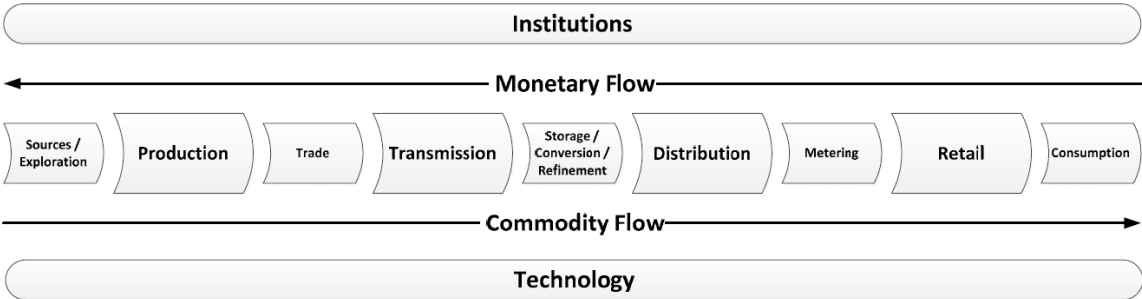 Institutions
Monetary Flow
Sources /
Exploration
Production
Trade
Transmission
Storage /
Conversion /
Refinement
Distribution
Metering
Retail
Consumption
Commodity Flow
Technology